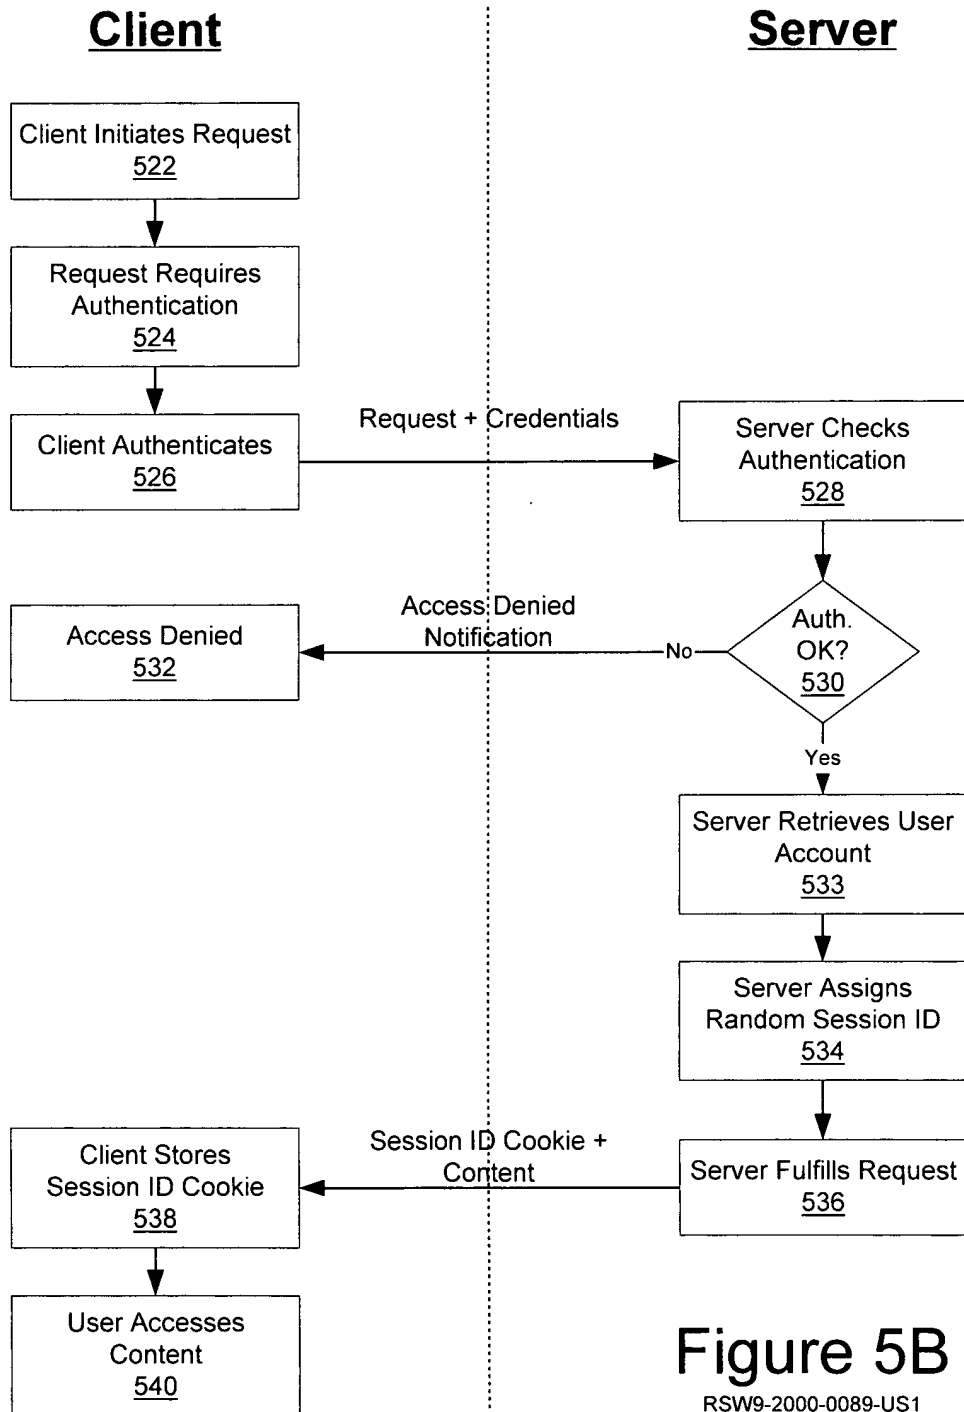 Client
Server
Client Initiates Request
522
Request Requires
Authentication
524
Client Authenticates
526
Request + Credentials
Server Checks
Authentication
528
Access Denied
532
Access Denied
Notification
No
Auth.
OK?
530
Yes
Server Retrieves User
Account
533
Server Assigns
Random Session ID
534
Client Stores
Session ID Cookie
538
Session ID Cookie +
Content
Server Fulfills Request
536
User Accesses
Content
540
Figure 5B
RSW9-2000-0089-US1